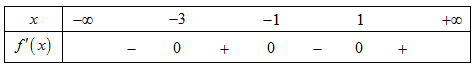 x −∞ −3 −1 1 +∞
f′(x) − 0 + 0 − 0 +